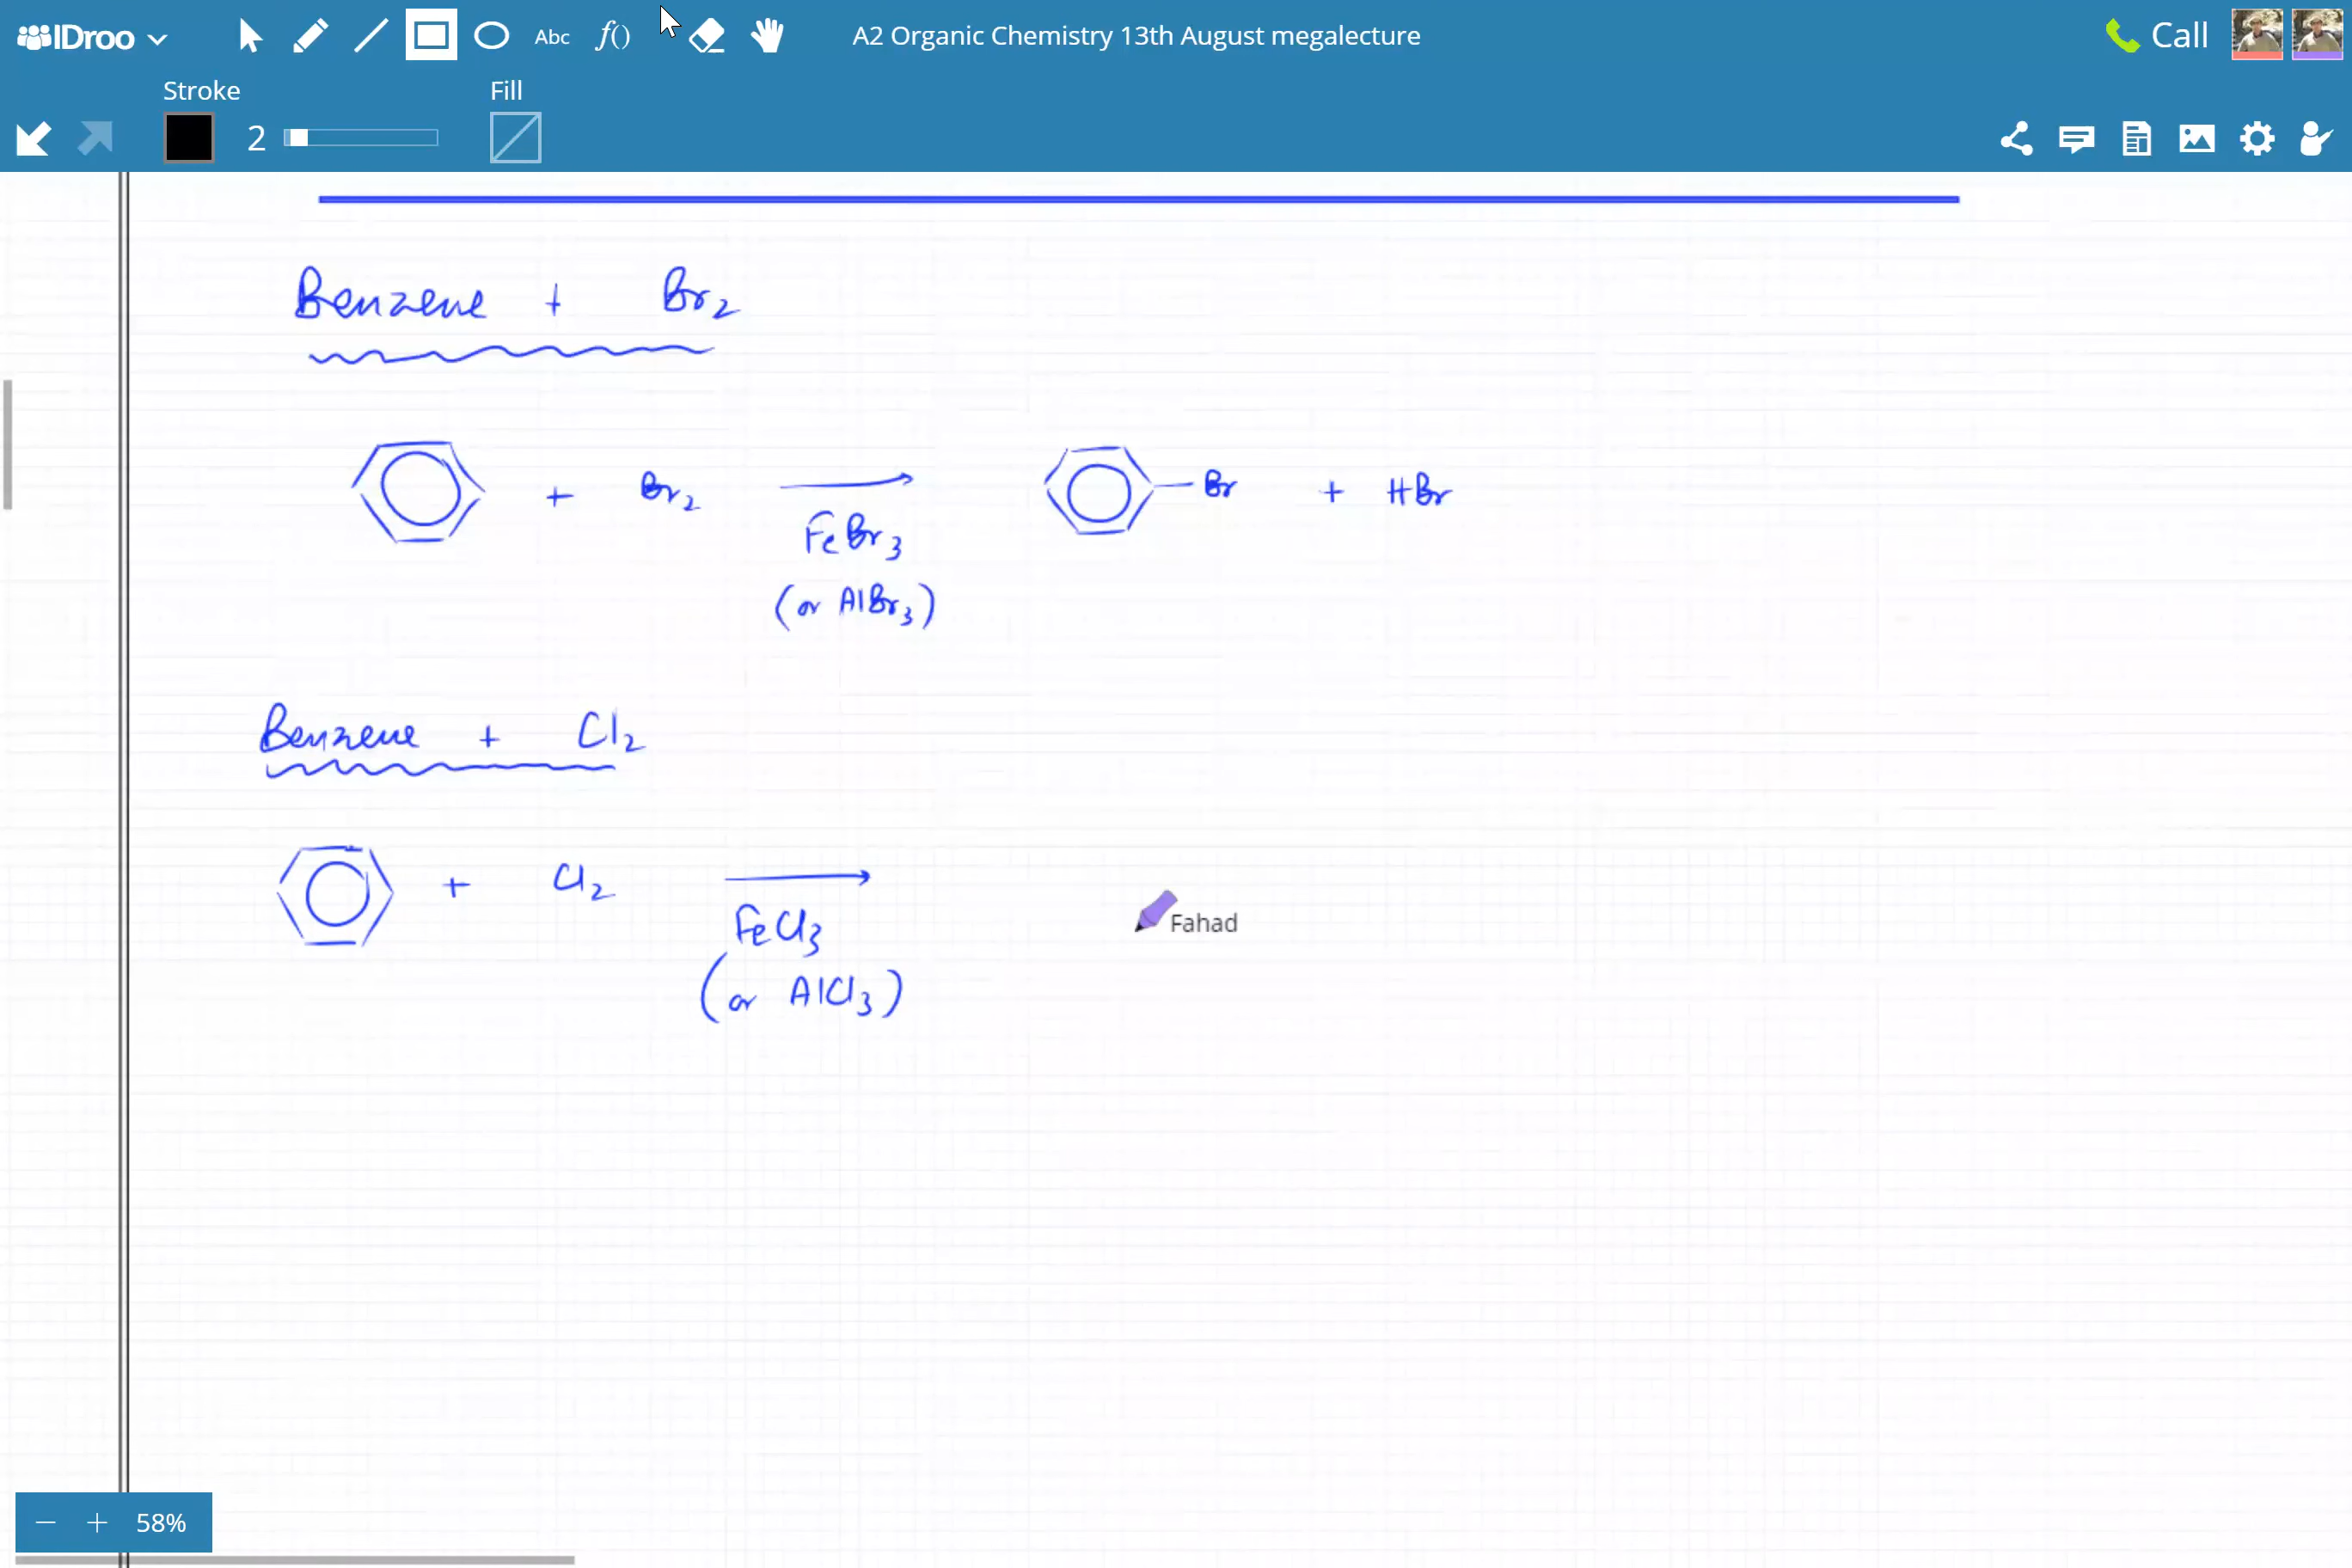 IDroo Abc f() A2 Organic Chemistry 13th August megalecture Call
Stroke Fill
2
Benzene + Br2
+ Br2 → -Br + HBr
FeBr3
(or AlBr3)
Benzene + Cl2
+ Cl2 →
FeCl3
Fahad
(or AlCl3)
58%